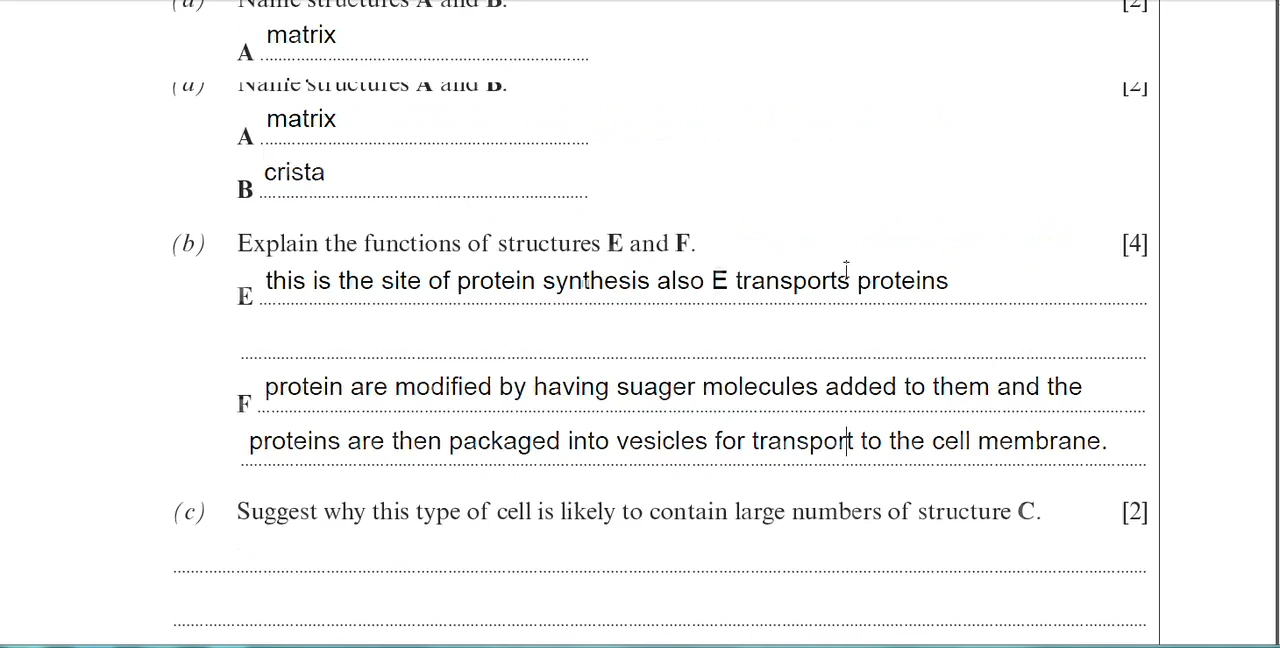 (a) Name structures A and B. [2]
matrix
A
(a) Name structures A and B. [2]
matrix
A
crista
B
(b) Explain the functions of structures E and F. [4]
this is the site of protein synthesis also E transports proteins
E
protein are modified by having suager molecules added to them and the
F
proteins are then packaged into vesicles for transport to the cell membrane.
(c) Suggest why this type of cell is likely to contain large numbers of structure C. [2]